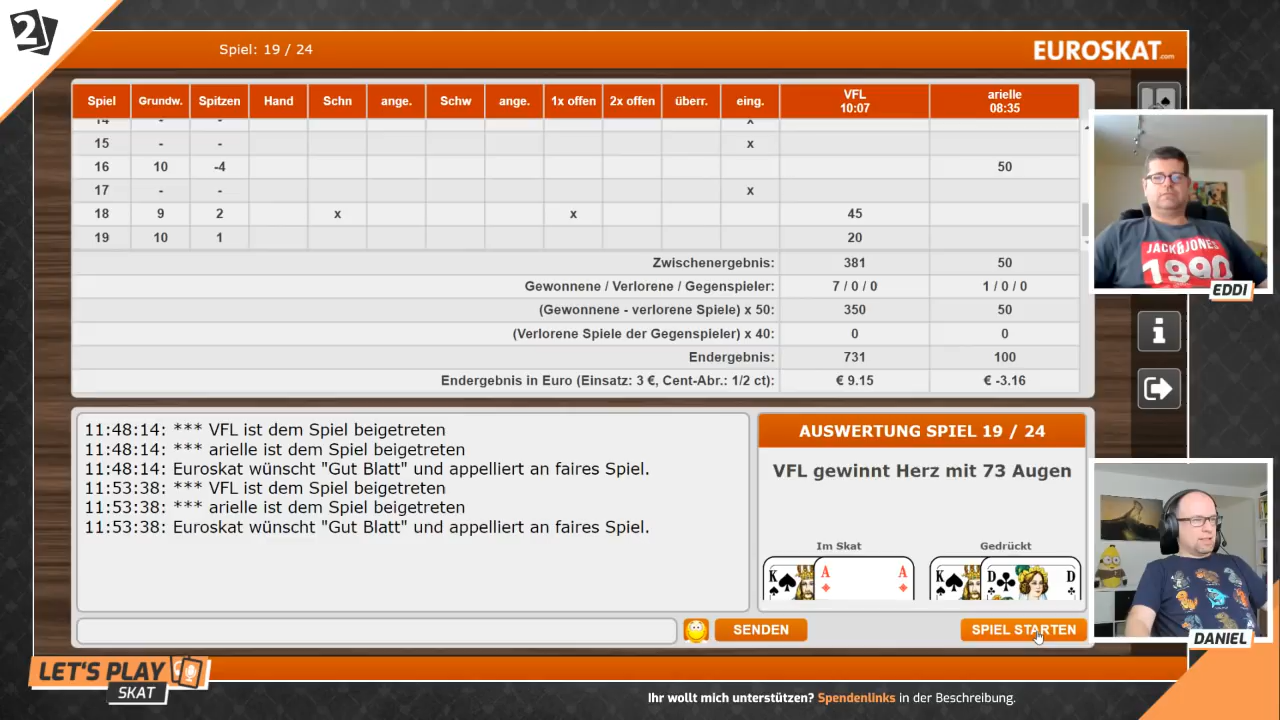 2
Spiel: 19 / 24
EUROSKAT.com
Spiel Grundw. Spitzen Hand Schn ange. Schw ange. 1x offen 2x offen überr. eing. VFL 10:07 arielle 08:35
14 - - x
15 - - x
16 10 -4 50
17 - - x
18 9 2 x x 45
19 10 1 20
Zwischenergebnis: 381 50
Gewonnene / Verlorene / Gegenspieler: 7 / 0 / 0 1 / 0 / 0
(Gewonnene - verlorene Spiele) x 50: 350 50
(Verlorene Spiele der Gegenspieler) x 40: 0 0
Endergebnis: 731 100
Endergebnis in Euro (Einsatz: 3 €, Cent-Abr.: 1/2 ct): € 9.15 € -3.16
JACK&JONES
1990
EDDI
i
11:48:14: *** VFL ist dem Spiel beigetreten
11:48:14: *** arielle ist dem Spiel beigetreten
11:48:14: Euroskat wünscht "Gut Blatt" und appelliert an faires Spiel.
11:53:38: *** VFL ist dem Spiel beigetreten
11:53:38: *** arielle ist dem Spiel beigetreten
11:53:38: Euroskat wünscht "Gut Blatt" und appelliert an faires Spiel.
AUSWERTUNG SPIEL 19 / 24
VFL gewinnt Herz mit 73 Augen
Im Skat Gedrückt
K A A K D D
SENDEN
SPIEL STARTEN
DANIEL
LET'S PLAY
SKAT
Ihr wollt mich unterstützen? Spendenlinks in der Beschreibung.